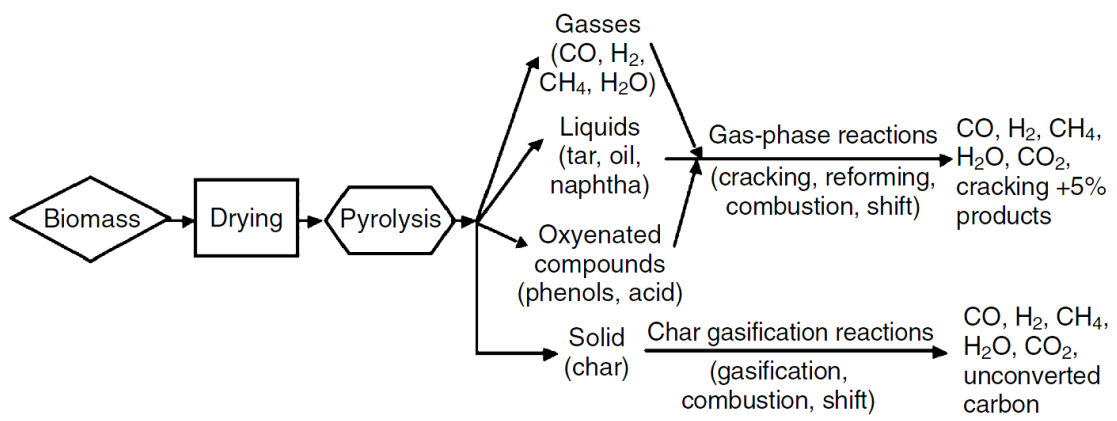 Biomass
Drying
Pyrolysis
Gasses
(CO, H₂,
CH₄, H₂O)
Liquids
(tar, oil,
naphtha)
Oxyenated
compounds
(phenols, acid)
Solid
(char)
Gas-phase reactions
(cracking, reforming,
combustion, shift)
CO, H₂, CH₄,
H₂O, CO₂,
cracking +5%
products
Char gasification reactions
(gasification,
combustion, shift)
CO, H₂, CH₄,
H₂O, CO₂,
unconverted
carbon